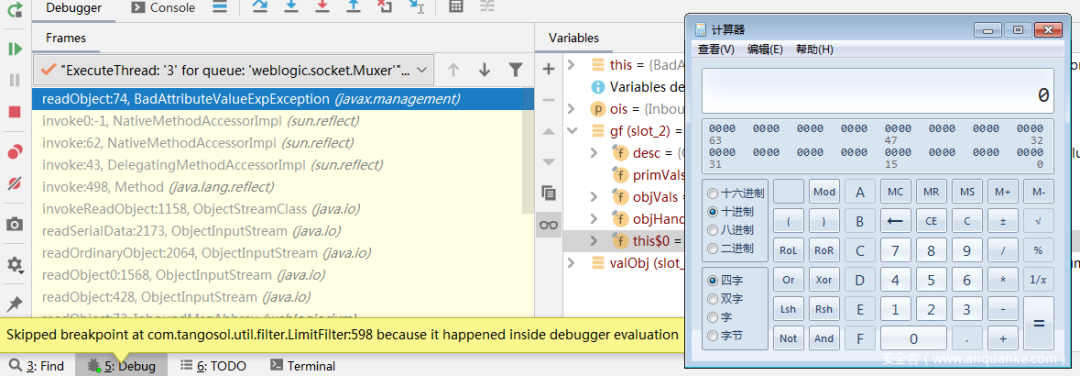 Debugger
Console
Frames
Variables
"ExecuteThread: '3' for queue: 'weblogic.socket.Muxer'"...
readObject:74, BadAttributeValueExpException (javax.management)
invoke0:-1, NativeMethodAccessorImpl (sun.reflect)
invoke:62, NativeMethodAccessorImpl (sun.reflect)
invoke:43, DelegatingMethodAccessorImpl (sun.reflect)
invoke:498, Method (java.lang.reflect)
invokeReadObject:1158, ObjectStreamClass (java.io)
readSerialData:2173, ObjectInputStream (java.io)
readOrdinaryObject:2064, ObjectInputStream (java.io)
readObject0:1568, ObjectInputStream (java.io)
readObject:428, ObjectInputStream (java.io)
this = {BadA
Variables de
ois = {Inbou
gf (slot_2) =
desc = {O
primVals
objVals =
objHand
this$0 =
valObj (slot_
Skipped breakpoint at com.tangosol.util.filter.LimitFilter:598 because it happened inside debugger evaluation
3: Find
5: Debug
6: TODO
Terminal
计算器
查看(V) 编辑(E) 帮助(H)
0
0000 0000 0000 0000 0000 0000 0000 0000
63 47 32
0000 0000 0000 0000 0000 0000 0000 0000
31 15 0
十六进制
十进制
八进制
二进制
四字
双字
字
字节
Mod A MC MR MS M+ M-
( ) B ← CE C ± √
RoL RoR C 7 8 9 / %
Or Xor D 4 5 6 * 1/x
Lsh Rsh E 1 2 3 - =
Not And F 0 . +
安全客（www.anquanke.com）